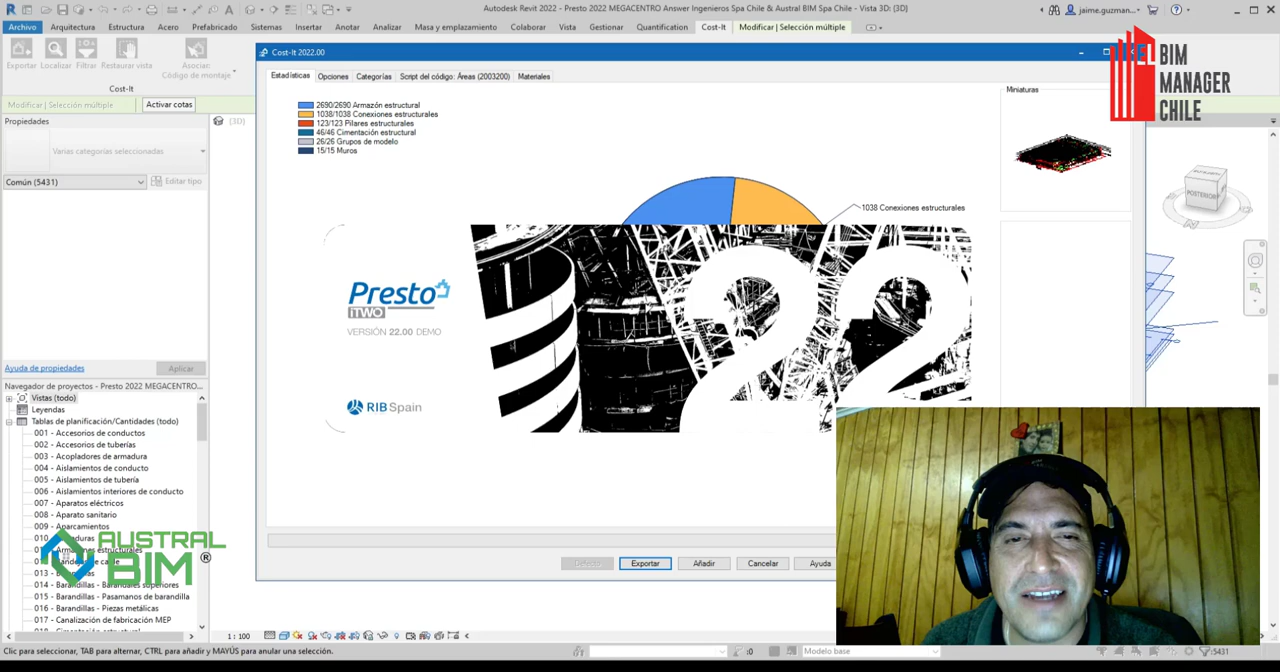 Autodesk Revit 2022 - Presto 2022 MEGACENTRO Answer Ingenieros Spa Chile & Austral BIM Spa Chile - Vista 3D: {3D}
jaime.guzman...
Archivo Arquitectura Estructura Acero Prefabricado Sistemas Insertar Anotar Analizar Masa y emplazamiento Colaborar Vista Gestionar Quantification Cost-It Modificar | Selección múltiple
Exportar Localizar Filtrar Restaurar vista Asociar
Código de montaje
Cost-It
Modificar | Selección múltiple Activar cotas
Propiedades
Varias categorías seleccionadas
Común (5431) Editar tipo
Ayuda de propiedades Aplicar
Navegador de proyectos - Presto 2022 MEGACENTRO...
Vistas (todo)
Leyendas
Tablas de planificación/Cantidades (todo)
001 - Accesorios de conductos
002 - Accesorios de tuberías
003 - Acopladores de armadura
004 - Aislamientos de conducto
005 - Aislamientos de tubería
006 - Aislamientos interiores de conducto
007 - Aparatos eléctricos
008 - Aparato sanitario
009 - Aparcamientos
014 - Barandillas - Barandales superiores
015 - Barandillas - Pasamanos de barandilla
016 - Barandillas - Piezas metálicas
017 - Canalización de fabricación MEP
AUSTRAL
BIM ®
Cost-It 2022.00
Estadísticas Opciones Categorías Script del código: Áreas (2003200) Materiales
2690/2690 Armazón estructural
1038/1038 Conexiones estructurales
123/123 Pilares estructurales
46/46 Cimentación estructural
26/26 Grupos de modelo
15/15 Muros
1038 Conexiones estructurales
Miniaturas
Presto
iTWO
VERSIÓN 22.00 DEMO
RIB Spain
22
Exportar Añadir Cancelar Ayuda
BIM
MANAGER
CHILE
POSTERIOR
1 : 100
Clic para seleccionar, TAB para alternar, CTRL para añadir y MAYÚS para anular una selección.
:0
Modelo base
:5431